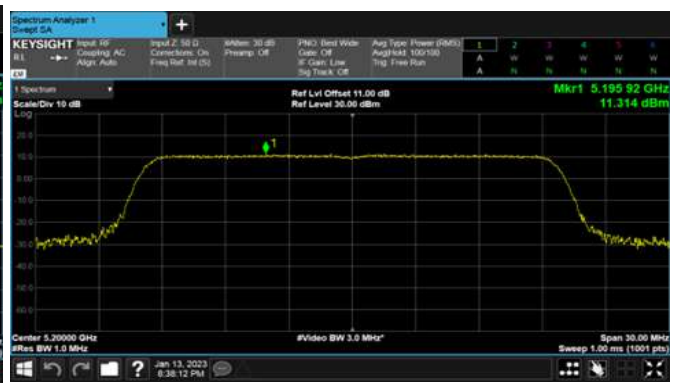 Spectrum Analyzer 1
Swept SA
+
KEYSIGHT Input: RF Input Z: 50 Ω #Atten: 30 dB PNO: Best Wide Avg Type: Power (RMS) 1 2 3 4 5 6
RL Coupling: AC Corrections: On Preamp: Off Gate: Off Avg|Hold: 100/100 A W W W W W
Align: Auto Freq Ref: Int (S) IF Gain: Low Trig: Free Run
Sig Track: Off A N N N N N
1 Spectrum Ref Lvl Offset 11.00 dB Mkr1 5.195 92 GHz
Scale/Div 10 dB Ref Level 30.00 dBm 11.314 dBm
Log
20.0
1
10.0
0.00
-10.0
-20.0
-30.0
-40.0
-50.0
-60.0
Center 5.20000 GHz #Video BW 3.0 MHz* Span 30.00 MHz
#Res BW 1.0 MHz Sweep 1.00 ms (1001 pts)
? Jan 13, 2023
6:38:12 PM